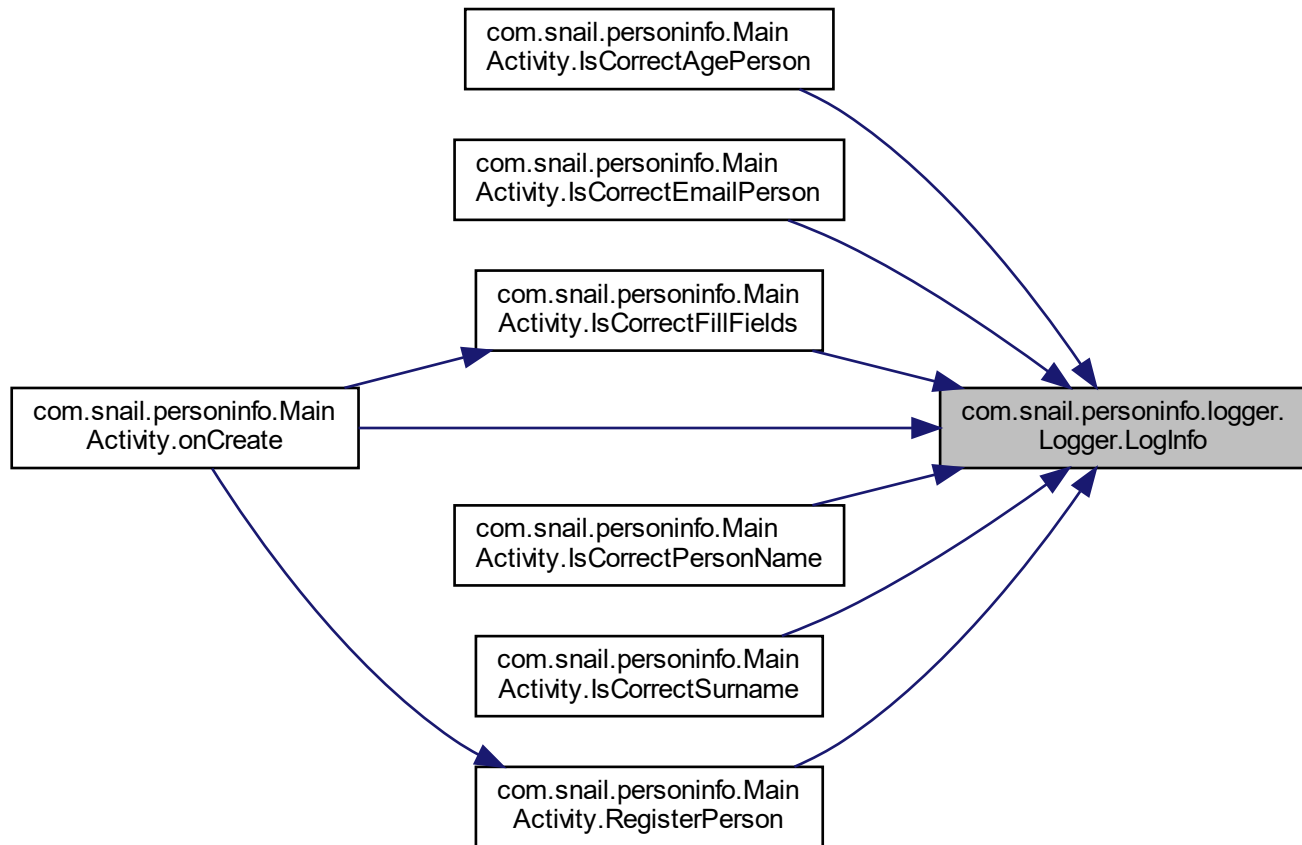 com.snail.personinfo.Main
Activity.IsCorrectAgePerson
com.snail.personinfo.Main
Activity.IsCorrectEmailPerson
com.snail.personinfo.Main
Activity.IsCorrectFillFields
com.snail.personinfo.Main
Activity.onCreate
com.snail.personinfo.logger.
Logger.LogInfo
com.snail.personinfo.Main
Activity.IsCorrectPersonName
com.snail.personinfo.Main
Activity.IsCorrectSurname
com.snail.personinfo.Main
Activity.RegisterPerson